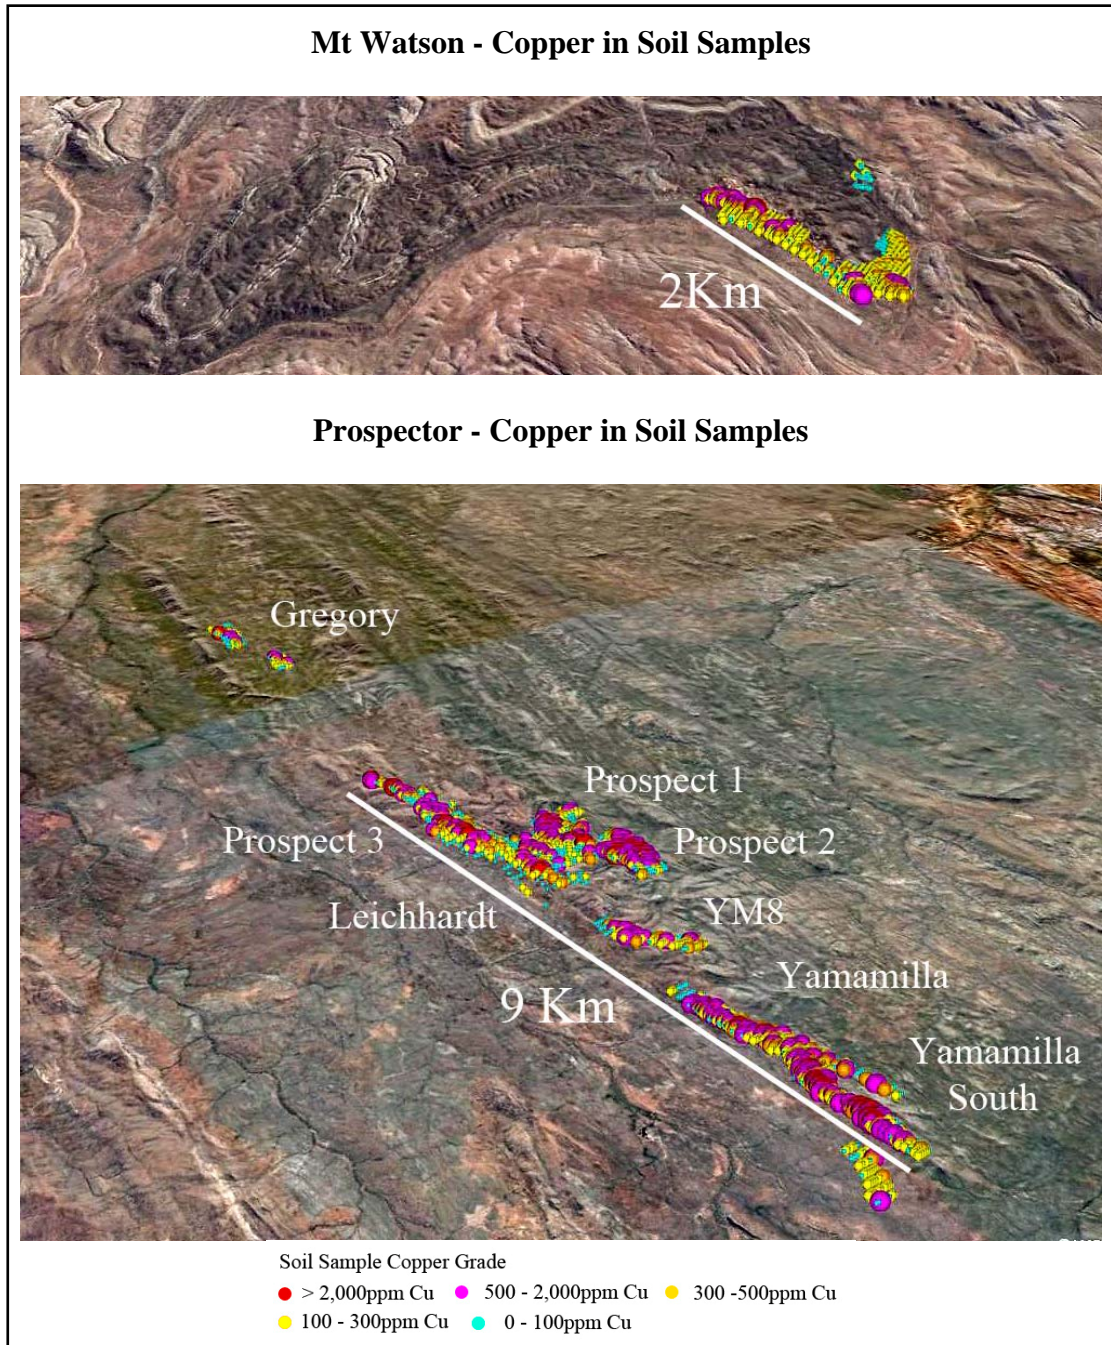 Mt Watson - Copper in Soil Samples
2Km
Prospector - Copper in Soil Samples
Gregory
Prospect 1
Prospect 3
Prospect 2
Leichhardt
YM8
Yamamilla
9 Km
Yamamilla
South
Soil Sample Copper Grade
> 2,000ppm Cu 500 - 2,000ppm Cu 300 -500ppm Cu
100 - 300ppm Cu 0 - 100ppm Cu